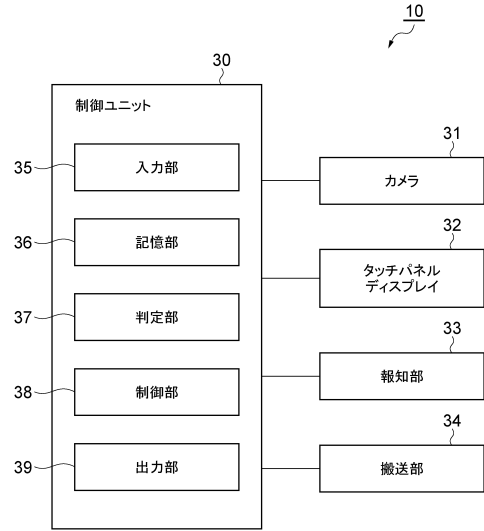 10
30
制御ユニット
35
入力部
36
記憶部
37
判定部
38
制御部
39
出力部
31
カメラ
32
タッチパネル
ディスプレイ
33
報知部
34
搬送部